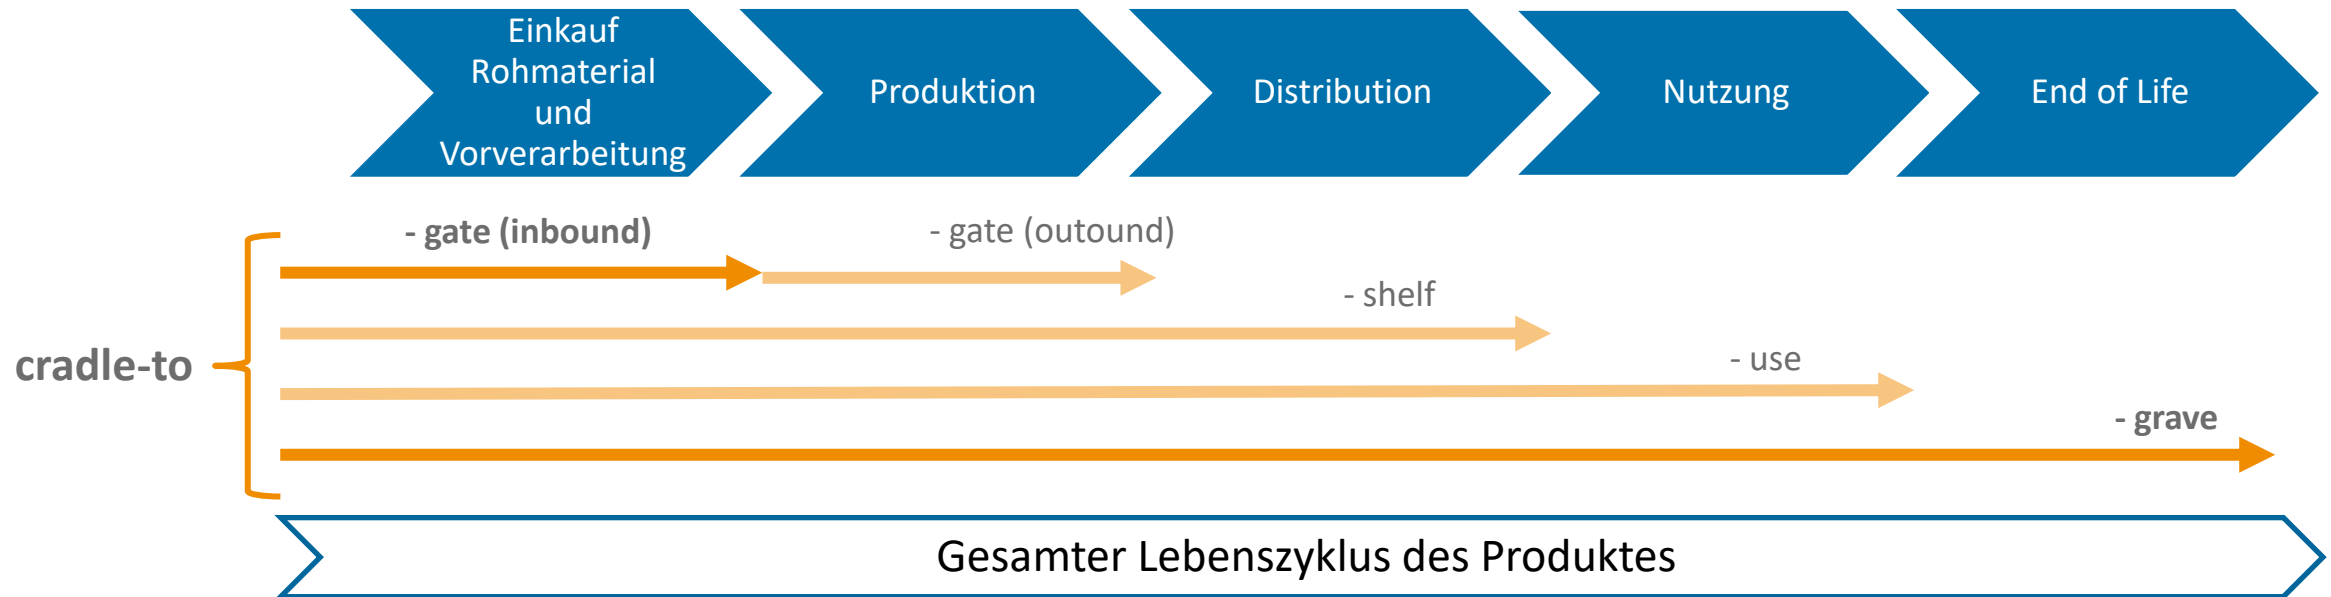 Einkauf
Rohmaterial
und
Vorverarbeitung
Produktion
Distribution
Nutzung
End of Life
- gate (inbound)
- gate (outound)
- shelf
- use
- grave
cradle-to
Gesamter Lebenszyklus des Produktes